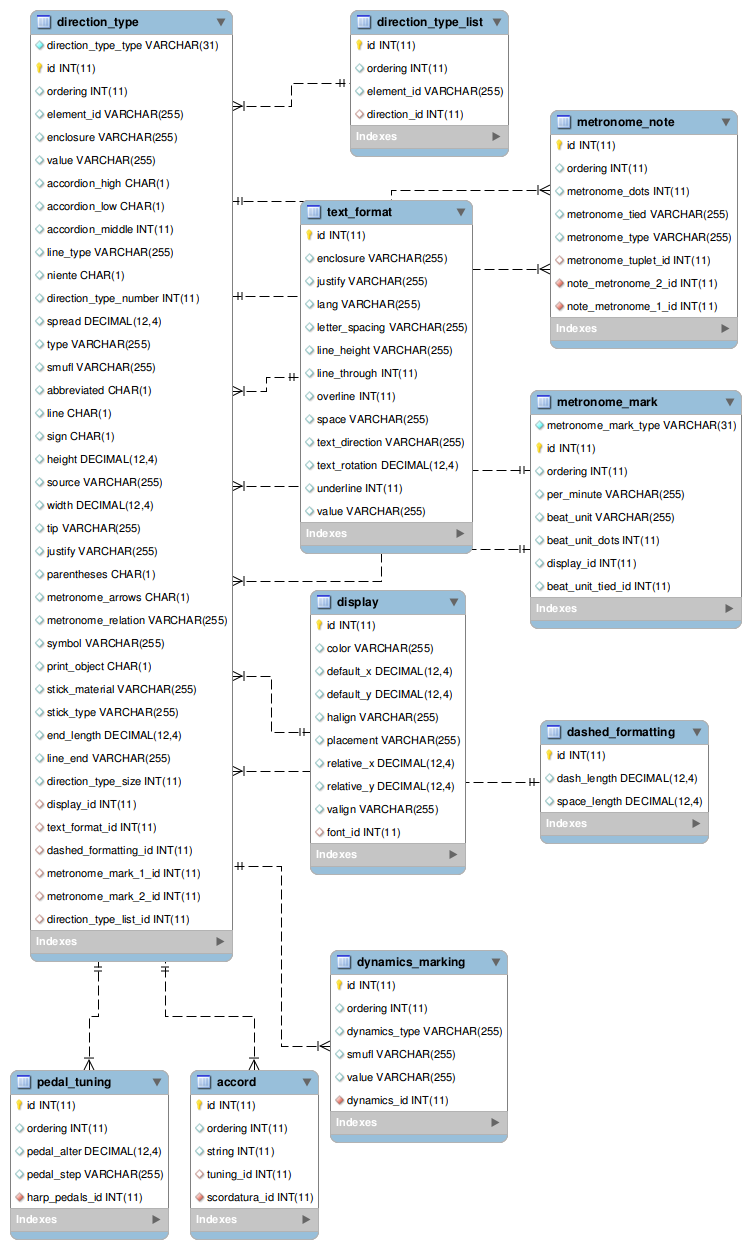 direction_type
direction_type_type VARCHAR(31)
id INT(11)
ordering INT(11)
element_id VARCHAR(255)
enclosure VARCHAR(255)
value VARCHAR(255)
accordion_high CHAR(1)
accordion_low CHAR(1)
accordion_middle INT(11)
line_type VARCHAR(255)
niente CHAR(1)
direction_type_number INT(11)
spread DECIMAL(12,4)
type VARCHAR(255)
smufl VARCHAR(255)
abbreviated CHAR(1)
line CHAR(1)
sign CHAR(1)
height DECIMAL(12,4)
source VARCHAR(255)
width DECIMAL(12,4)
tip VARCHAR(255)
justify VARCHAR(255)
parentheses CHAR(1)
metronome_arrows CHAR(1)
metronome_relation VARCHAR(255)
symbol VARCHAR(255)
print_object CHAR(1)
stick_material VARCHAR(255)
stick_type VARCHAR(255)
end_length DECIMAL(12,4)
line_end VARCHAR(255)
direction_type_size INT(11)
display_id INT(11)
text_format_id INT(11)
dashed_formatting_id INT(11)
metronome_mark_1_id INT(11)
metronome_mark_2_id INT(11)
direction_type_list_id INT(11)
Indexes
direction_type_list
id INT(11)
ordering INT(11)
element_id VARCHAR(255)
direction_id INT(11)
Indexes
metronome_note
id INT(11)
ordering INT(11)
metronome_dots INT(11)
metronome_tied VARCHAR(255)
metronome_type VARCHAR(255)
metronome_tuplet_id INT(11)
note_metronome_2_id INT(11)
note_metronome_1_id INT(11)
Indexes
text_format
id INT(11)
enclosure VARCHAR(255)
justify VARCHAR(255)
lang VARCHAR(255)
letter_spacing VARCHAR(255)
line_height VARCHAR(255)
line_through INT(11)
overline INT(11)
space VARCHAR(255)
text_direction VARCHAR(255)
text_rotation DECIMAL(12,4)
underline INT(11)
value VARCHAR(255)
Indexes
metronome_mark
metronome_mark_type VARCHAR(31)
id INT(11)
ordering INT(11)
per_minute VARCHAR(255)
beat_unit VARCHAR(255)
beat_unit_dots INT(11)
display_id INT(11)
beat_unit_tied_id INT(11)
Indexes
display
id INT(11)
color VARCHAR(255)
default_x DECIMAL(12,4)
default_y DECIMAL(12,4)
halign VARCHAR(255)
placement VARCHAR(255)
relative_x DECIMAL(12,4)
relative_y DECIMAL(12,4)
valign VARCHAR(255)
font_id INT(11)
Indexes
dashed_formatting
id INT(11)
dash_length DECIMAL(12,4)
space_length DECIMAL(12,4)
Indexes
dynamics_marking
id INT(11)
ordering INT(11)
dynamics_type VARCHAR(255)
smufl VARCHAR(255)
value VARCHAR(255)
dynamics_id INT(11)
Indexes
pedal_tuning
id INT(11)
ordering INT(11)
pedal_alter DECIMAL(12,4)
pedal_step VARCHAR(255)
harp_pedals_id INT(11)
Indexes
accord
id INT(11)
ordering INT(11)
string INT(11)
tuning_id INT(11)
scordatura_id INT(11)
Indexes